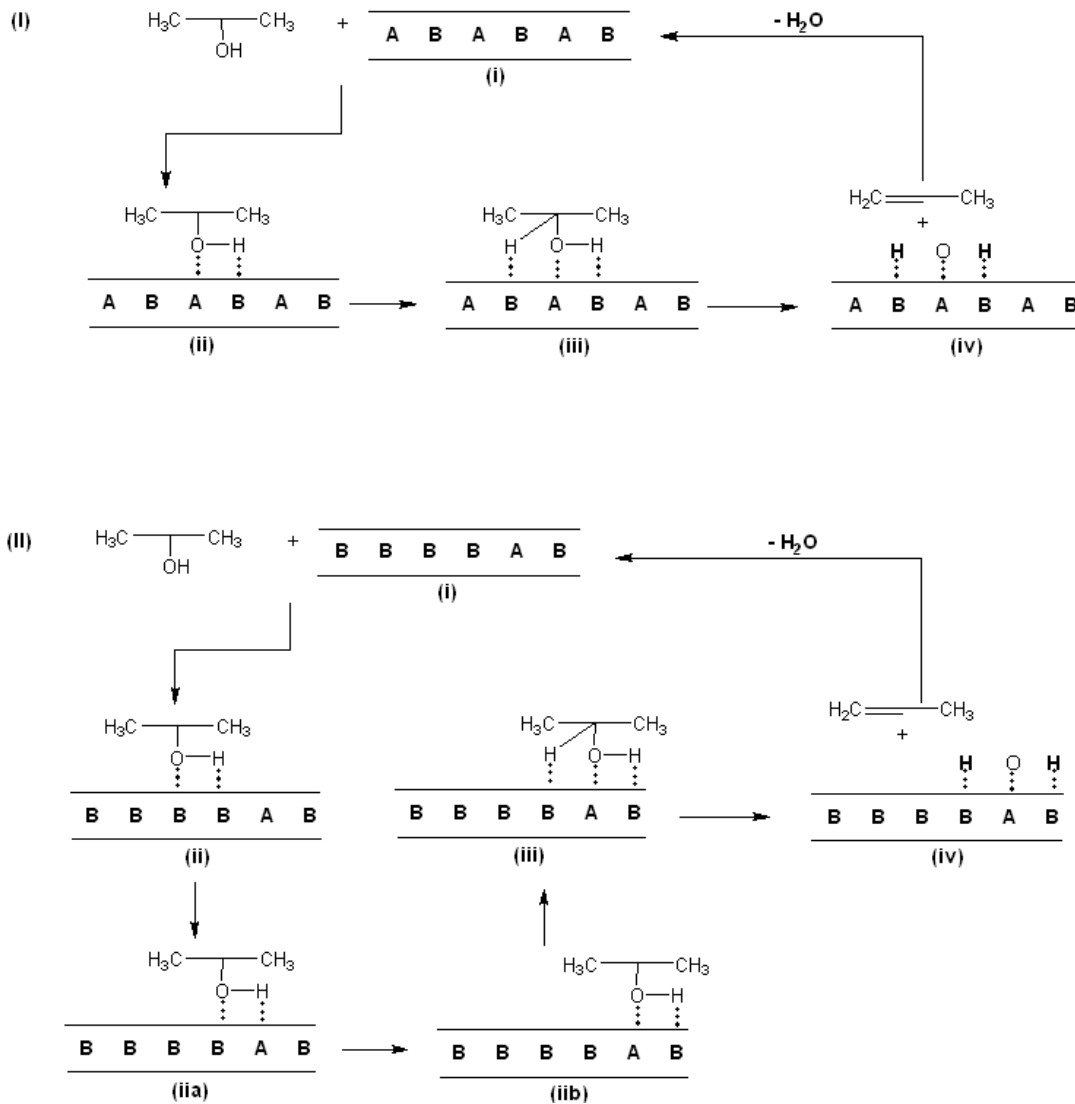 (I) H₃C CH₃ + A B A B A B - H₂O
OH
(i)
H₃C CH₃ H₃C CH₃ H₂C CH₃
+
O H H O H H O H
A B A B A B A B A B A B A B A B A B
(ii) (iii) (iv)
(II) H₃C CH₃ + B B B B A B - H₂O
OH
(i)
H₃C CH₃ H₃C CH₃ H₂C CH₃
+
O H H O H H O H
B B B B A B B B B B A B B B B B A B
(ii) (iii) (iv)
H₃C CH₃ H₃C CH₃
O H O H
B B B B A B B B B B A B
(iia) (iib)